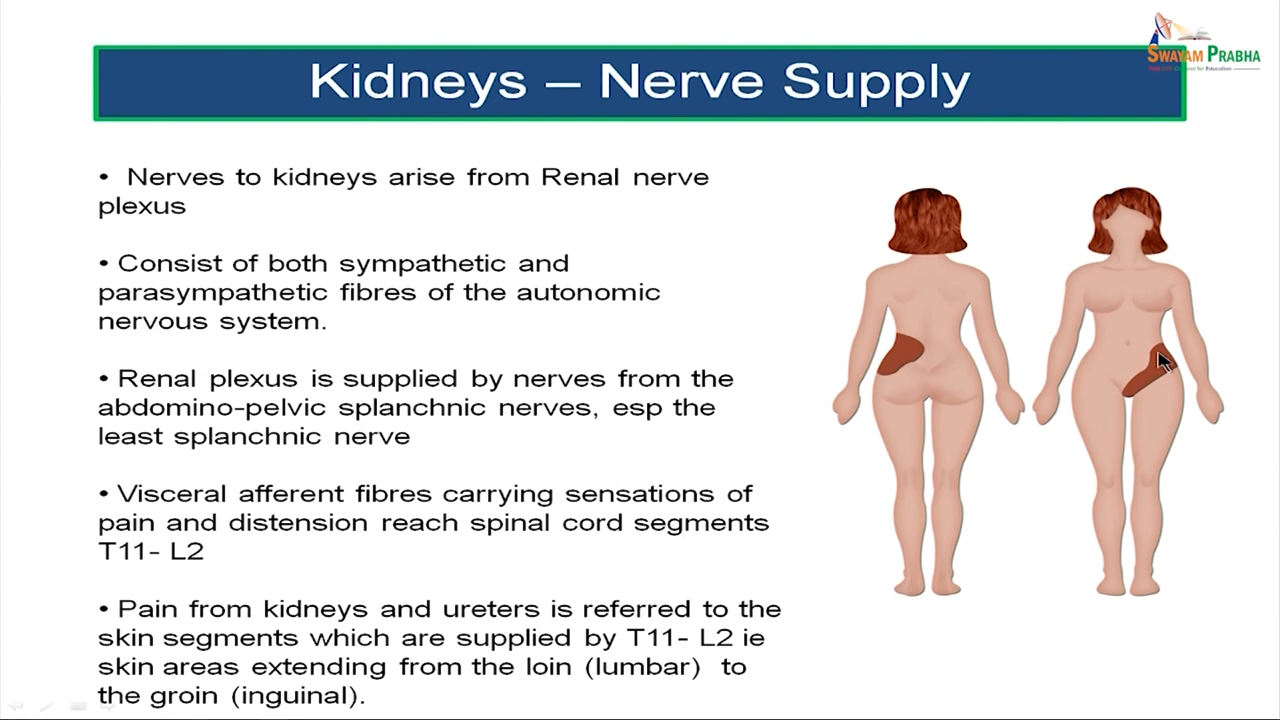 SWAYAM PRABHA
Kidneys – Nerve Supply
• Nerves to kidneys arise from Renal nerve
plexus
• Consist of both sympathetic and
parasympathetic fibres of the autonomic
nervous system.
• Renal plexus is supplied by nerves from the
abdomino-pelvic splanchnic nerves, esp the
least splanchnic nerve
• Visceral afferent fibres carrying sensations of
pain and distension reach spinal cord segments
T11- L2
• Pain from kidneys and ureters is referred to the
skin segments which are supplied by T11- L2 ie
skin areas extending from the loin (lumbar) to
the groin (inguinal).